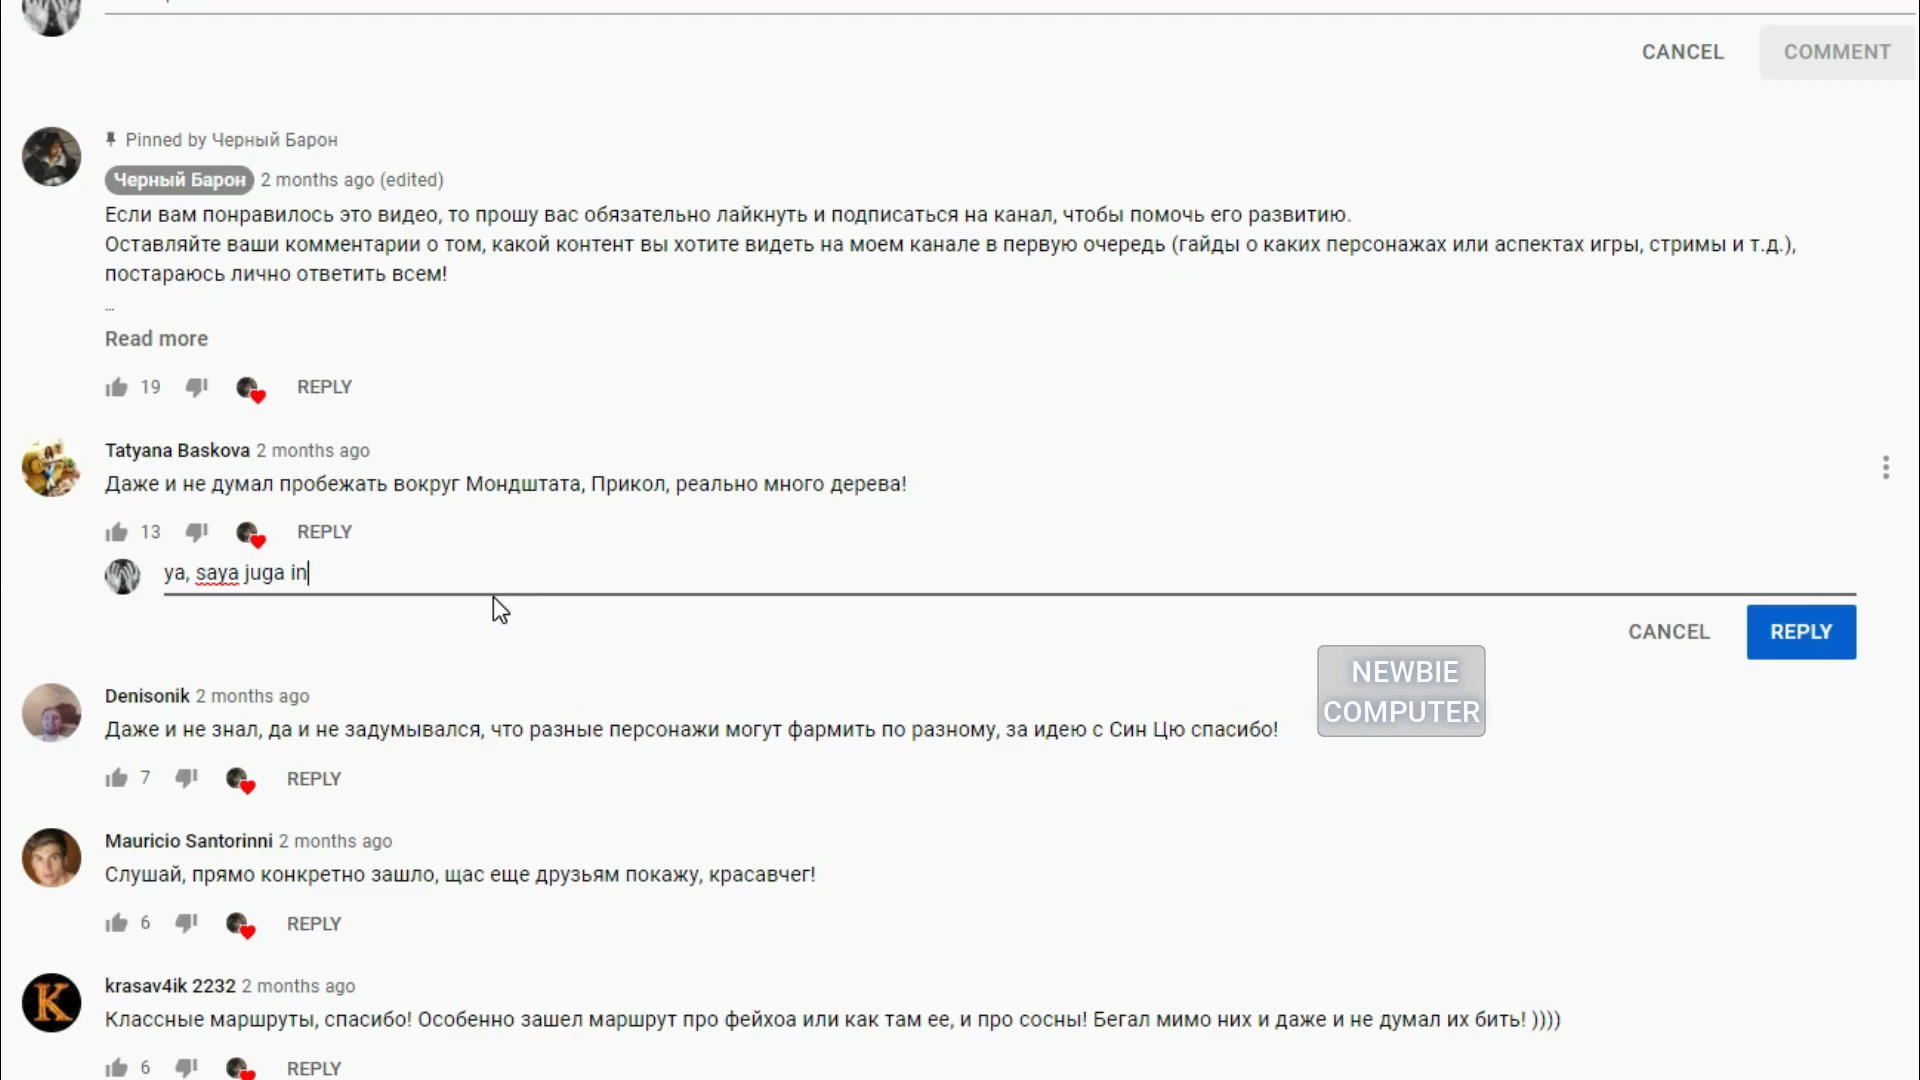 CANCEL COMMENT
Pinned by Черный Барон
Черный Барон 2 months ago (edited)
Если вам понравилось это видео, то прошу вас обязательно лайкнуть и подписаться на канал, чтобы помочь его развитию.
Оставляйте ваши комментарии о том, какой контент вы хотите видеть на моем канале в первую очередь (гайды о каких персонажах или аспектах игры, стримы и т.д.),
постараюсь лично ответить всем!
...
Read more
19 REPLY
Tatyana Baskova 2 months ago
Даже и не думал пробежать вокруг Мондштата, Прикол, реально много дерева!
13 REPLY
ya, saya juga in
CANCEL REPLY
NEWBIE
COMPUTER
Denisonik 2 months ago
Даже и не знал, да и не задумывался, что разные персонажи могут фармить по разному, за идею с Син Цю спасибо!
7 REPLY
Mauricio Santorinni 2 months ago
Слушай, прямо конкретно зашло, щас еще друзьям покажу, красавчег!
6 REPLY
krasav4ik 2232 2 months ago
Классные маршруты, спасибо! Особенно зашел маршрут про фейхоа или как там ее, и про сосны! Бегал мимо них и даже и не думал их бить! ))))
6 REPLY